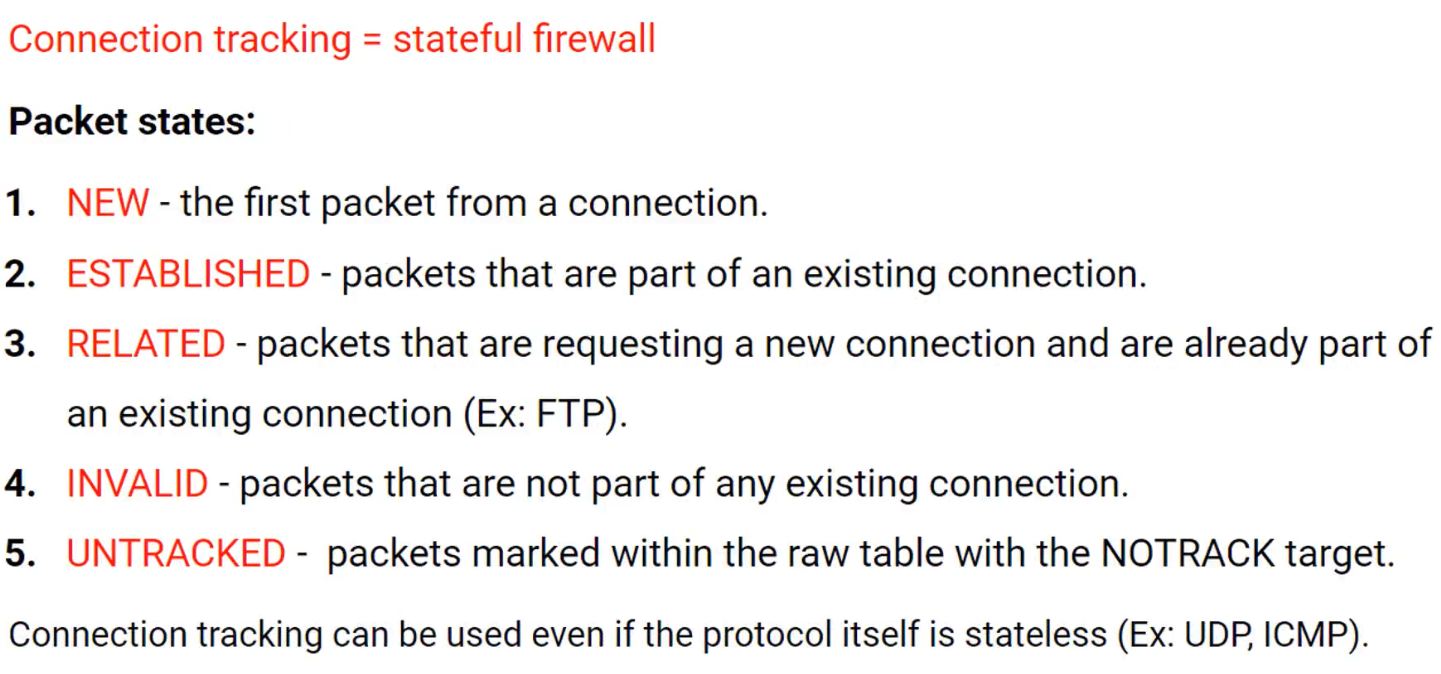 Connection tracking = stateful firewall
Packet states:
1. NEW - the first packet from a connection.
2. ESTABLISHED - packets that are part of an existing connection.
3. RELATED - packets that are requesting a new connection and are already part of
an existing connection (Ex: FTP).
4. INVALID - packets that are not part of any existing connection.
5. UNTRACKED - packets marked within the raw table with the NOTRACK target.
Connection tracking can be used even if the protocol itself is stateless (Ex: UDP, ICMP).